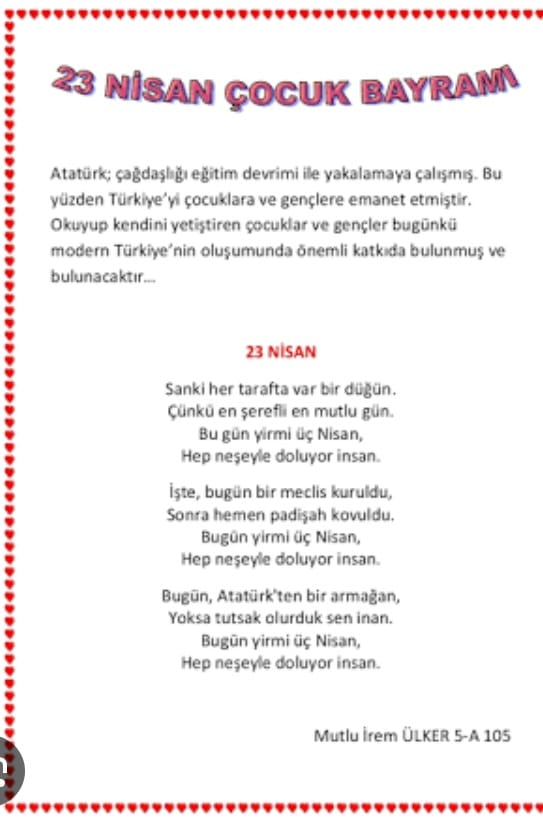 23 NİSAN ÇOCUK BAYRAMI
Atatürk; çağdaşlığı eğitim devrimi ile yakalamaya çalışmış. Bu
yüzden Türkiye'yi çocuklara ve gençlere emanet etmiştir.
Okuyup kendini yetiştiren çocuklar ve gençler bugünkü
modern Türkiye'nin oluşumunda önemli katkıda bulunmuş ve
bulunacaktır...
23 NİSAN
Sanki her tarafta var bir düğün.
Çünkü en şerefli en mutlu gün.
Bu gün yirmi üç Nisan,
Hep neşeyle doluyor insan.
İşte, bugün bir meclis kuruldu,
Sonra hemen padişah kovuldu.
Bugün yirmi üç Nisan,
Hep neşeyle doluyor insan.
Bugün, Atatürk'ten bir armağan,
Yoksa tutsak olurduk sen inan.
Bugün yirmi üç Nisan,
Hep neşeyle doluyor insan.
Mutlu İrem ÜLKER 5-A 105